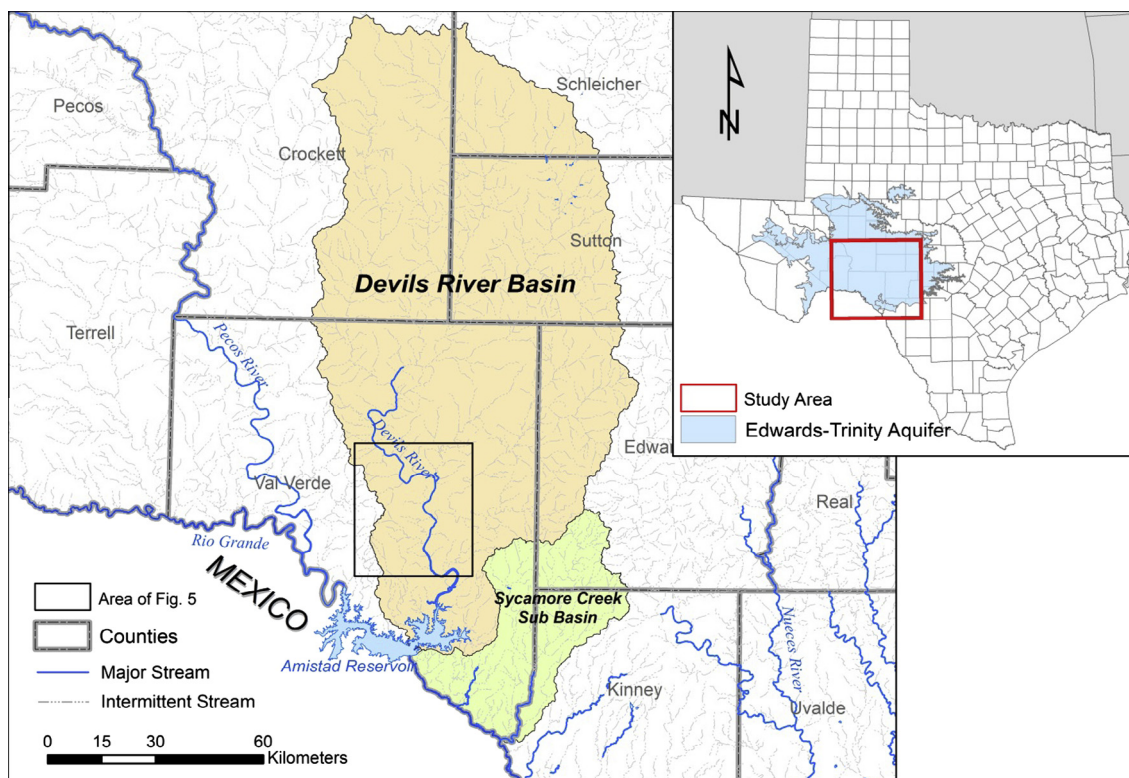 Pecos
Schleicher
Crockett
Sutton
Devils River Basin
Terrell
Pecos River
Devils River
Val Verde
Edwar
Real
Rio Grande
MEXICO
Sycamore Creek
Sub Basin
Amistad Reservoir
Kinney
Nueces River
Uvalde
Area of Fig. 5
Counties
Major Stream
Intermittent Stream
0 15 30 60
Kilometers
N
Study Area
Edwards-Trinity Aquifer